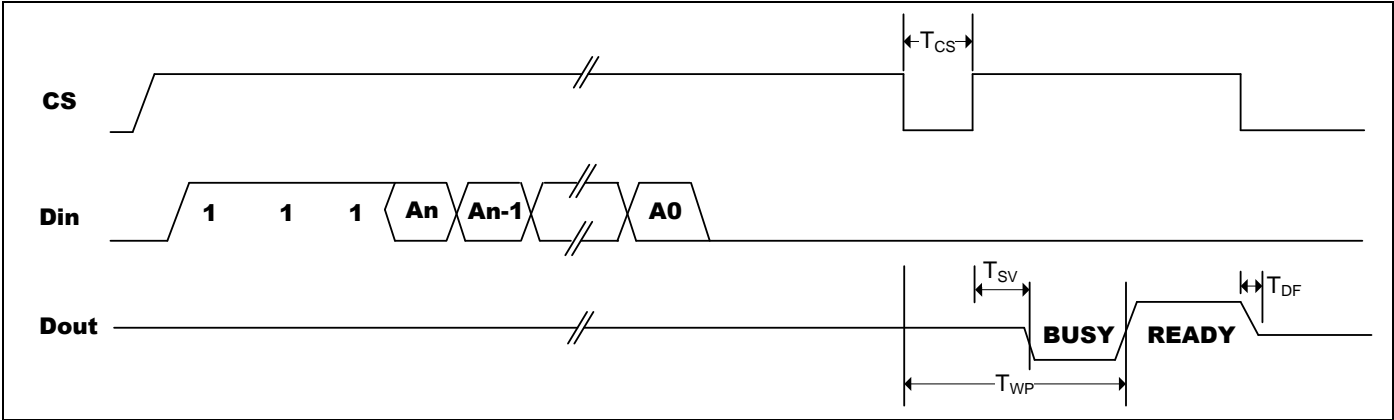 TCS
CS
Din 1 1 1 An An-1 A0
TSV
TDF
Dout BUSY READY
TWP